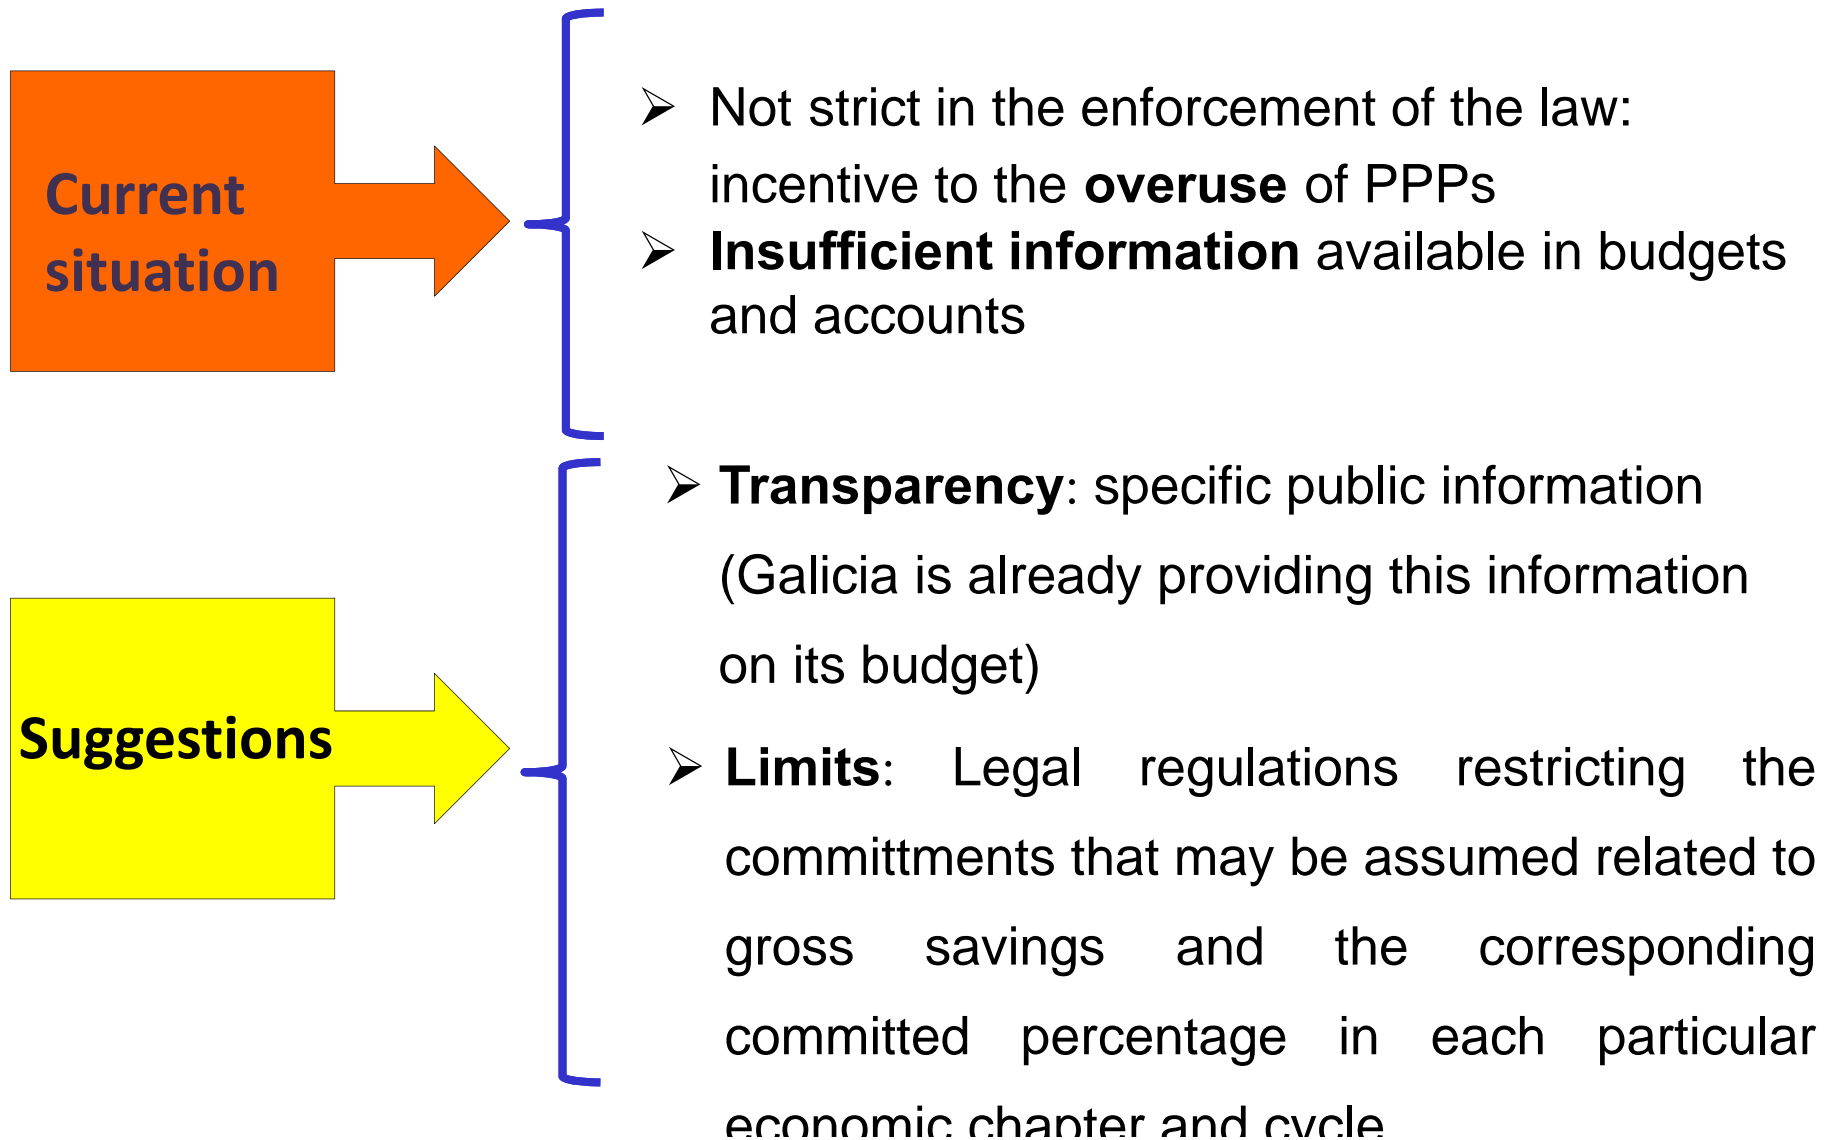 Current
situation
➢ Not strict in the enforcement of the law:
incentive to the overuse of PPPs
➢ Insufficient information available in budgets
and accounts
Suggestions
➢ Transparency: specific public information
(Galicia is already providing this information
on its budget)
➢ Limits: Legal regulations restricting the
committments that may be assumed related to
gross savings and the corresponding
committed percentage in each particular
economic chapter and cycle